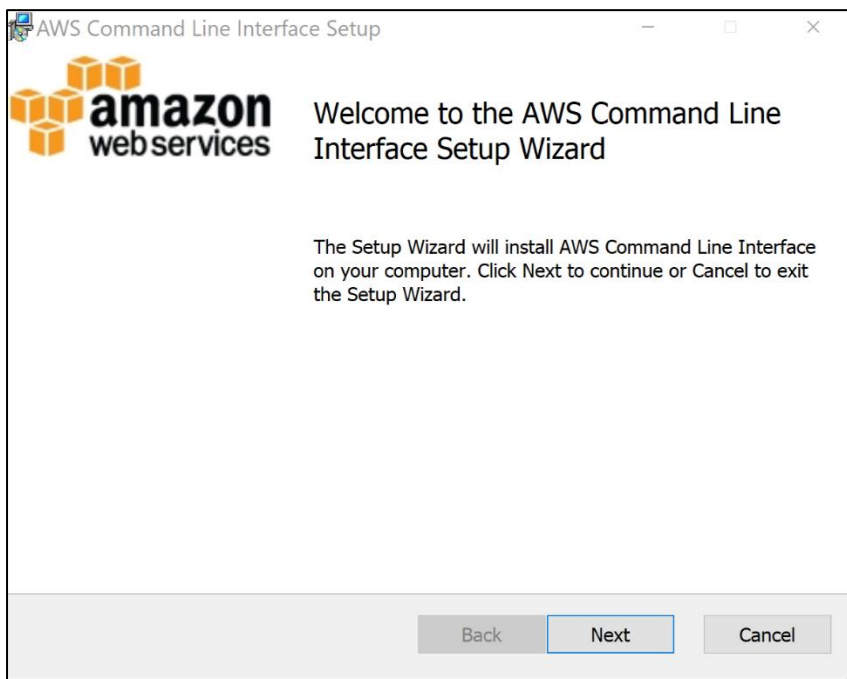 AWS Command Line Interface Setup
amazon
webservices
Welcome to the AWS Command Line
Interface Setup Wizard
The Setup Wizard will install AWS Command Line Interface
on your computer. Click Next to continue or Cancel to exit
the Setup Wizard.
Back Next Cancel